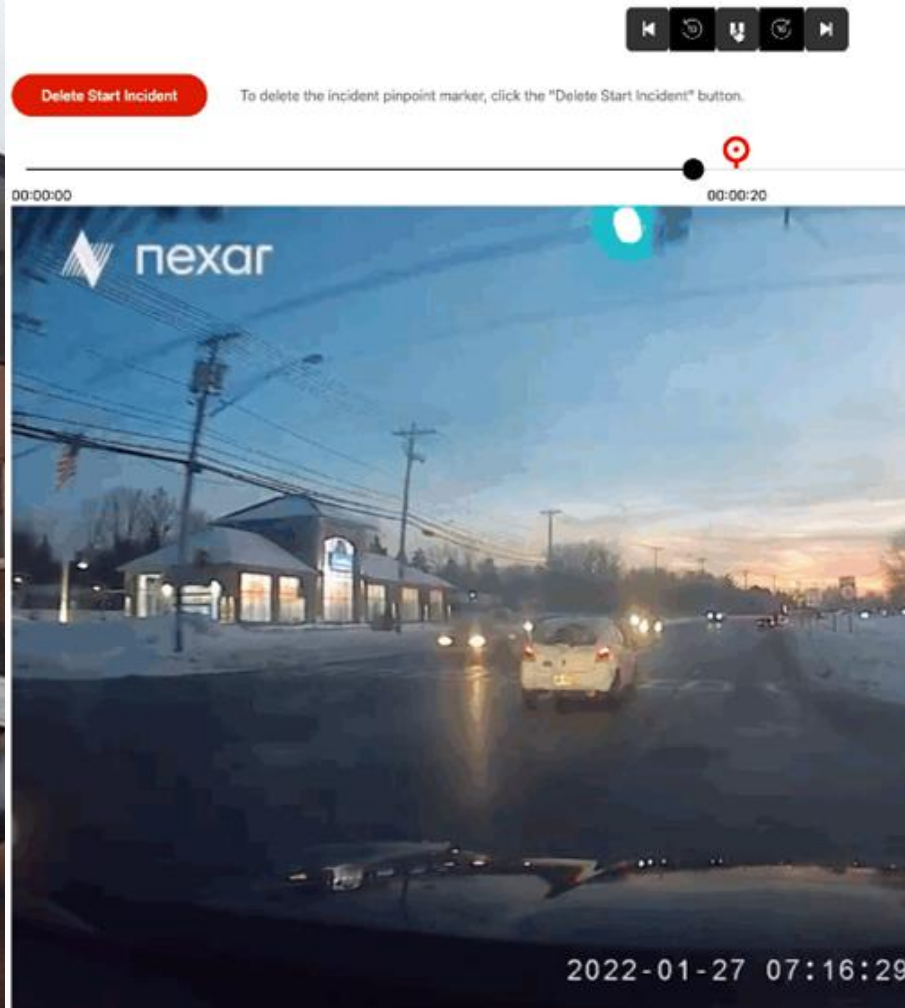 Delete Start Incident
To delete the incident pinpoint marker, click the "Delete Start Incident" button.
00:00:00
00:00:20
nexar
2022-01-27 07:16:29